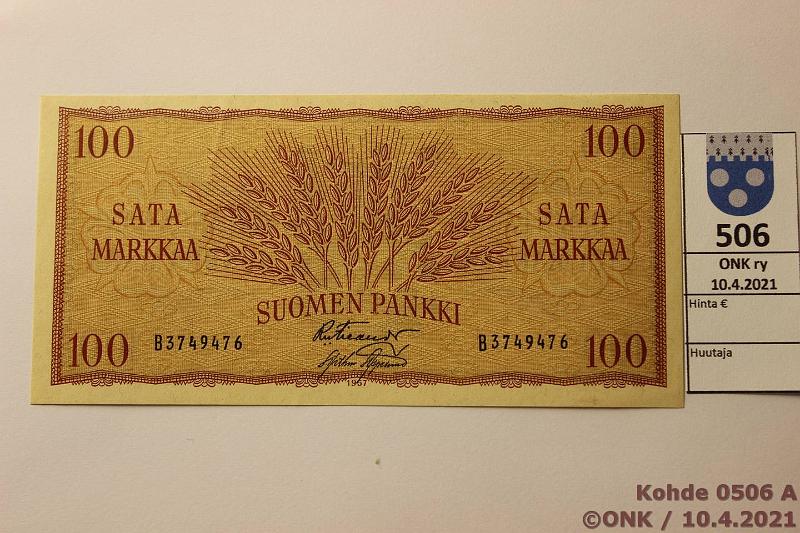 100 100
SATA MARKKAA
SATA MARKKAA
SUOMEN PANKKI
100 B3749476 B3749476 100
1957
506
ONK ry
10.4.2021
Hinta €
Huutaja
Kohde 0506 A
©ONK / 10.4.2021